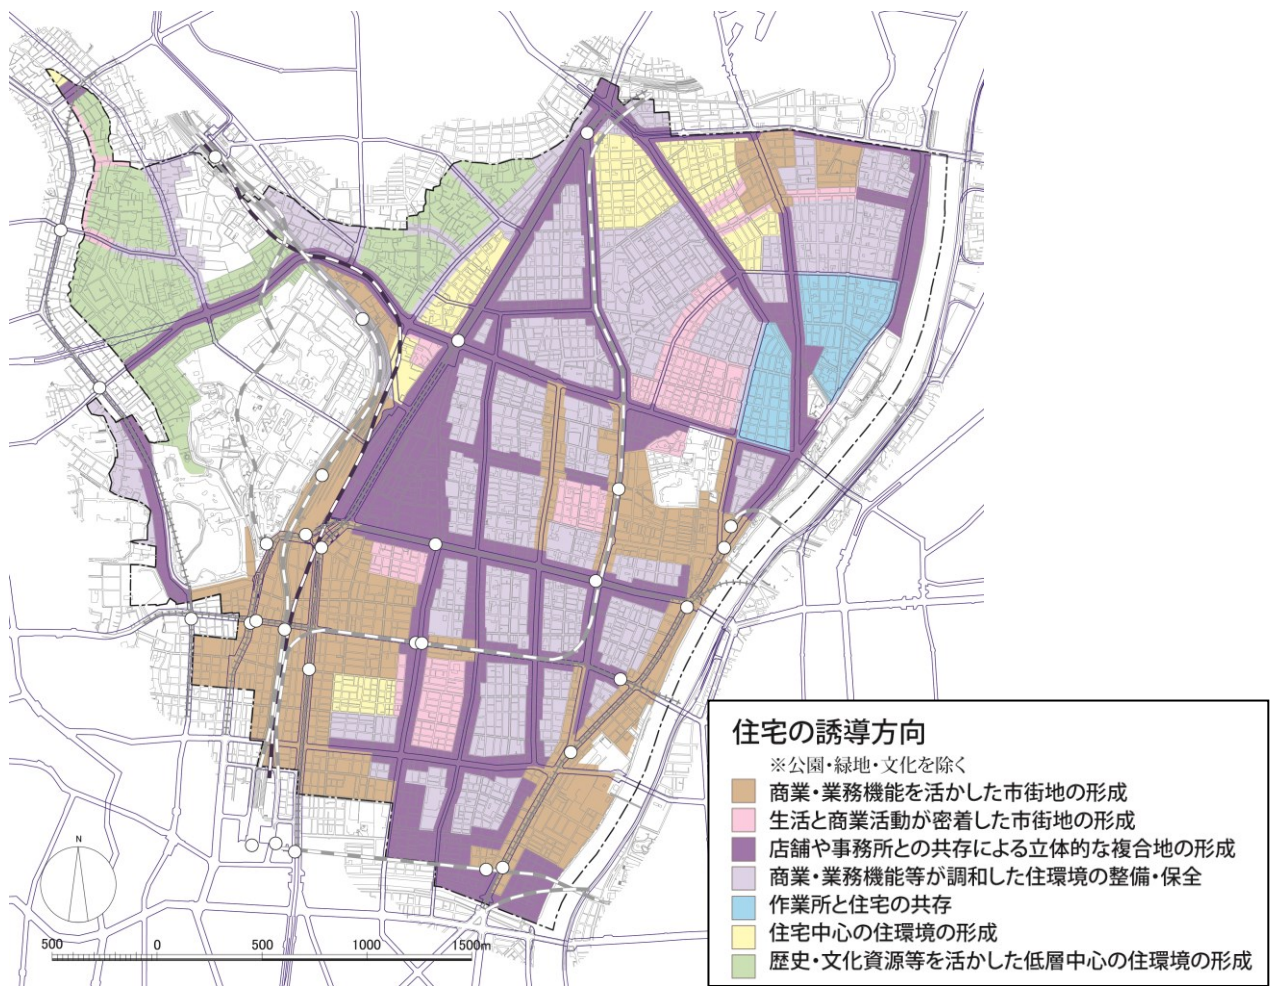 住宅の誘導方向
※公園・緑地・文化を除く
商業・業務機能を活かした市街地の形成
生活と商業活動が密着した市街地の形成
店舗や事務所との共存による立体的な複合地の形成
商業・業務機能等が調和した住環境の整備・保全
作業所と住宅の共存
住宅中心の住環境の形成
歴史・文化資源等を活かした低層中心の住環境の形成
N
500 0 500 1000 1500m